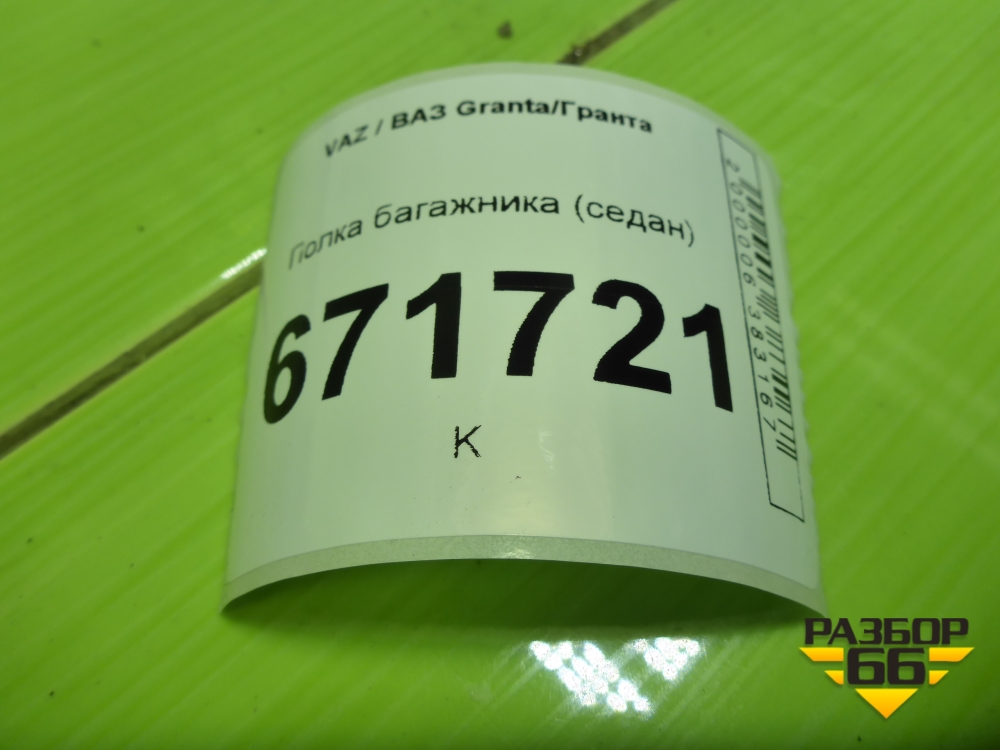 VAZ / ВАЗ Granta/Гранта
Полка багажника (седан)
671721
К
2000006383167
РАЗБОР
66